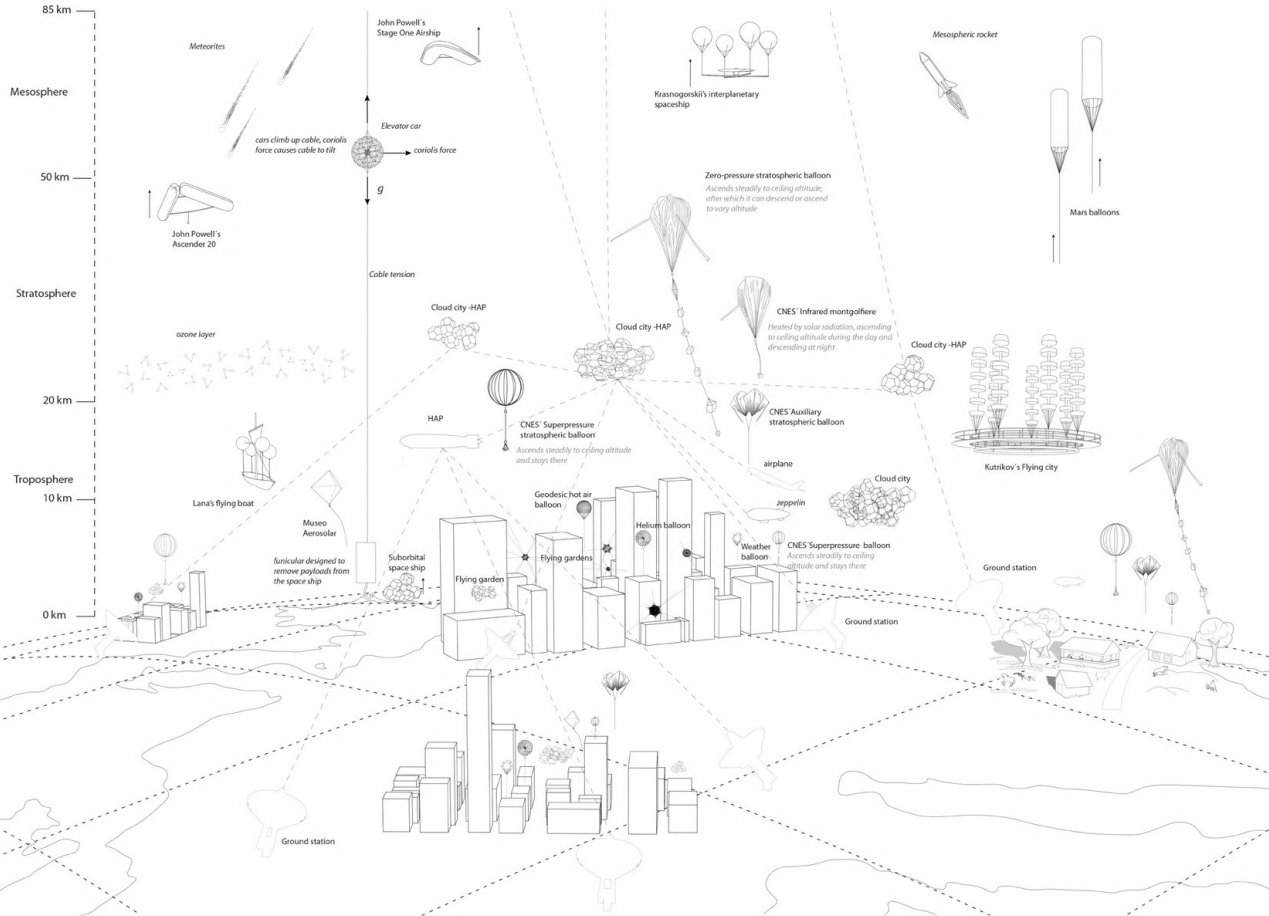 85 km
Mesosphere
50 km
Stratosphere
20 km
Troposphere
10 km
0 km
Meteorites
John Powell´s
Stage One Airship
Elevator car
cars climb up cable, coriolis
force causes cable to tilt
coriolis force
g
John Powell´s
Ascender 20
Cable tension
Krasnogorskii's interplanetary
spaceship
Mesospheric rocket
Zero-pressure stratospheric balloon
Ascends steadily to ceiling altitude,
after which it can descend or ascend
to vary altitude
Mars balloons
ozone layer
Cloud city -HAP
Cloud city -HAP
CNES´ Infrared montgolfiere
Heated by solar radiation, ascending
to ceiling altitude during the day and
descending at night
Cloud city -HAP
HAP
CNES´ Superpressure
stratospheric balloon
Ascends steadily to ceiling altitude
and stays there
CNES´Auxiliary
stratospheric balloon
Kutrikov´s Flying city
airplane
Cloud city
zeppelin
Lana's flying boat
Museo
Aerosolar
Geodesic hot air
balloon
Helium balloon
funicular designed to
remove payloads from
the space ship
Suborbital
space ship
Flying gardens
Flying garden
Weather
balloon
CNES´Superpressure balloon
Ascends steadily to ceiling
altitude and stays there
Ground station
Ground station
Ground station